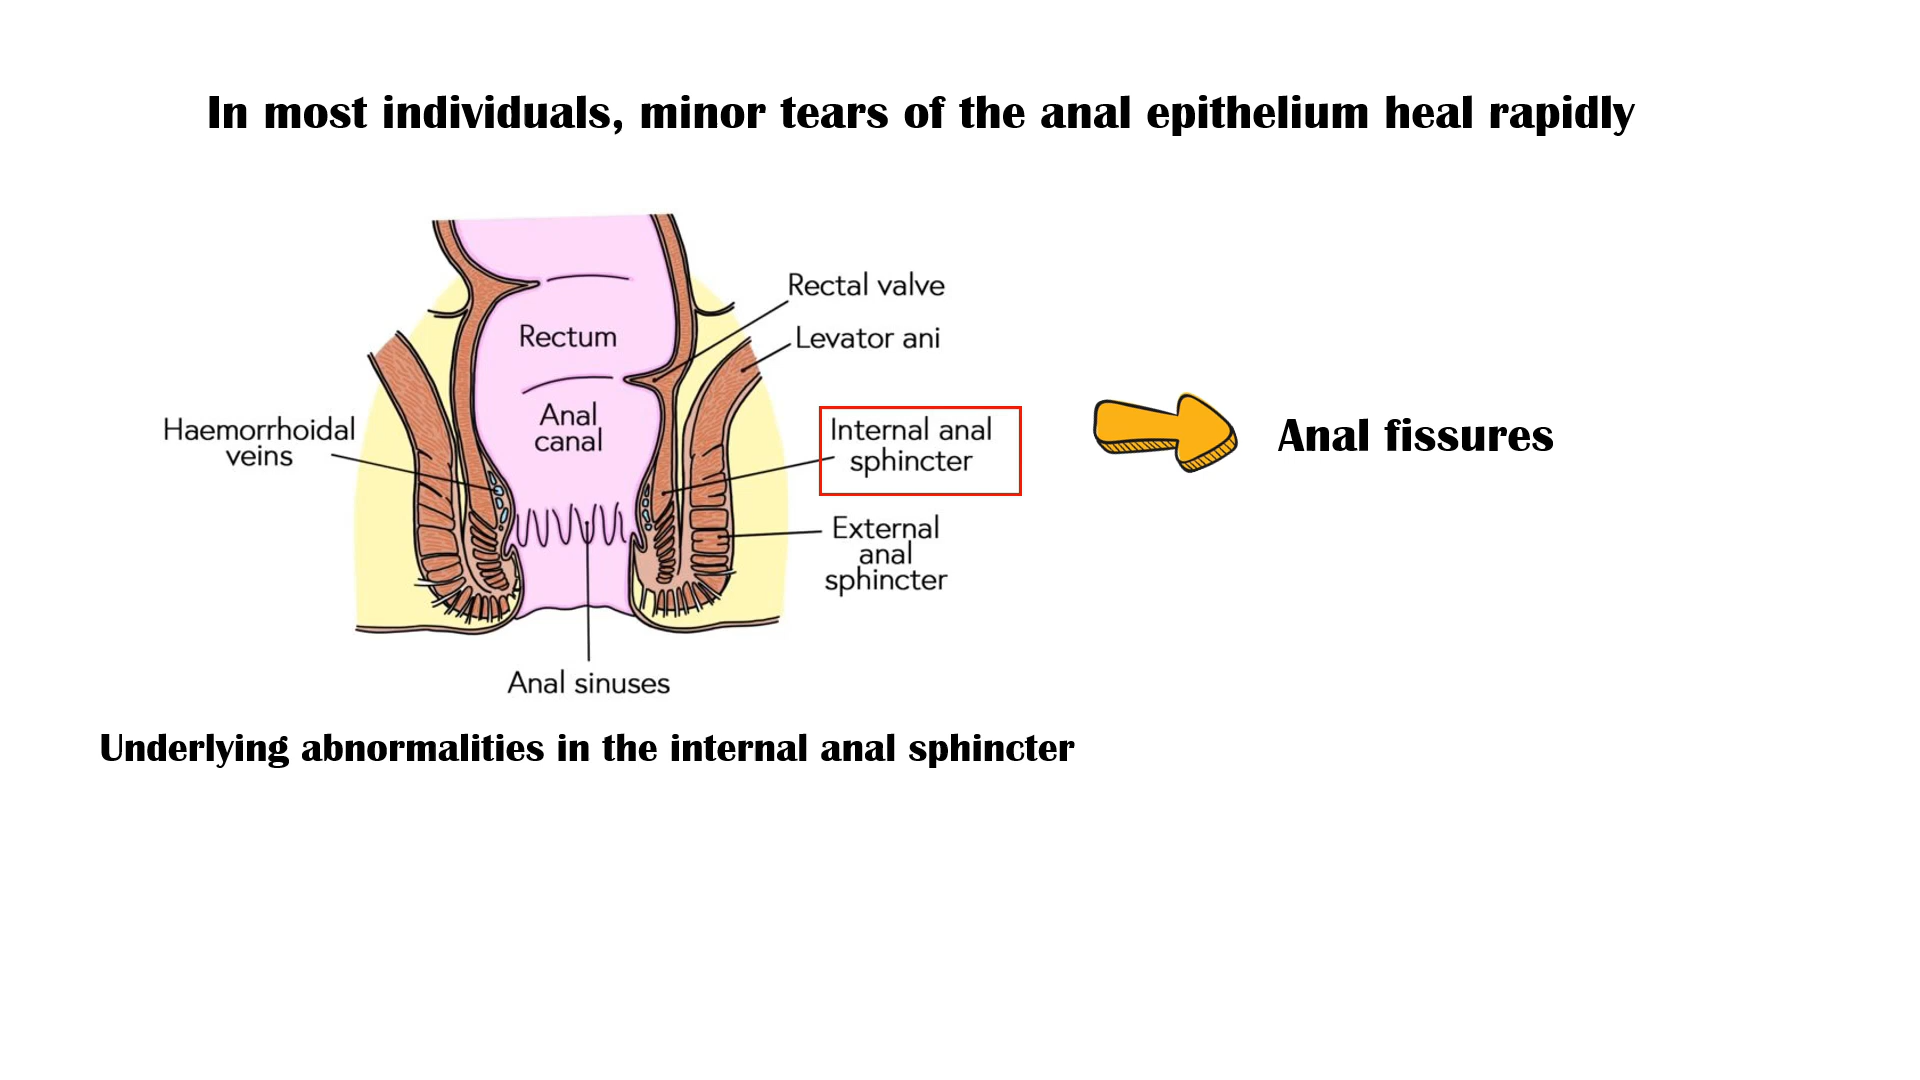 In most individuals, minor tears of the anal epithelium heal rapidly
Rectal valve
Rectum
Levator ani
Anal
canal
Haemorrhoidal
veins
Internal anal
sphincter
Anal fissures
External
anal
sphincter
Anal sinuses
Underlying abnormalities in the internal anal sphincter